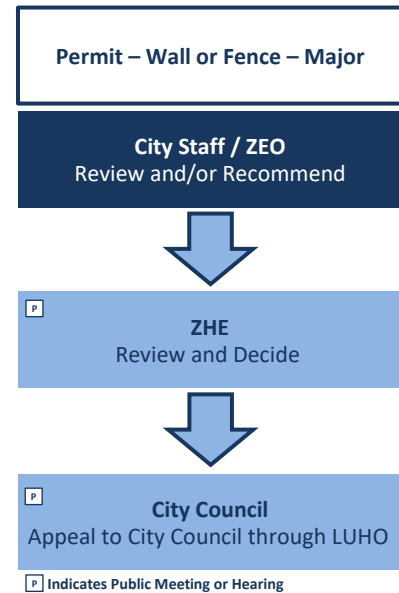 Permit – Wall or Fence – Major
City Staff / ZEO
Review and/or Recommend
P
ZHE
Review and Decide
P
City Council
Appeal to City Council through LUHO
P Indicates Public Meeting or Hearing